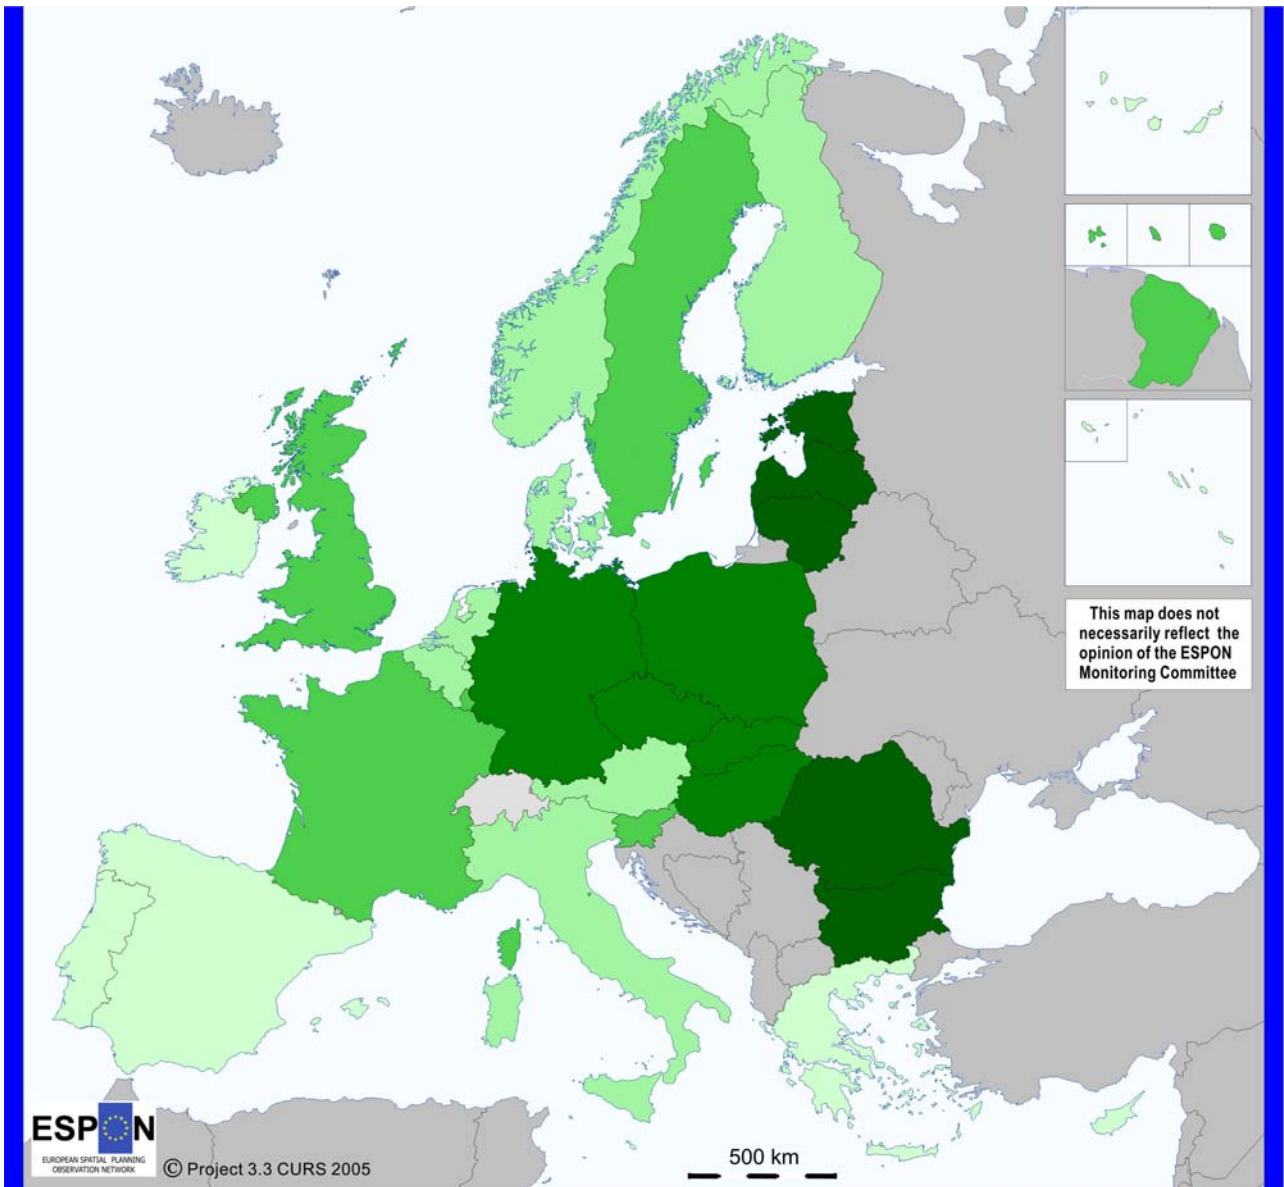 This map does not
necessarily reflect the
opinion of the ESPON
Monitoring Committee
ESPON
EUROPEAN SPATIAL PLANNING
OBSERVATION NETWORK
© Project 3.3 CURS 2005
500 km